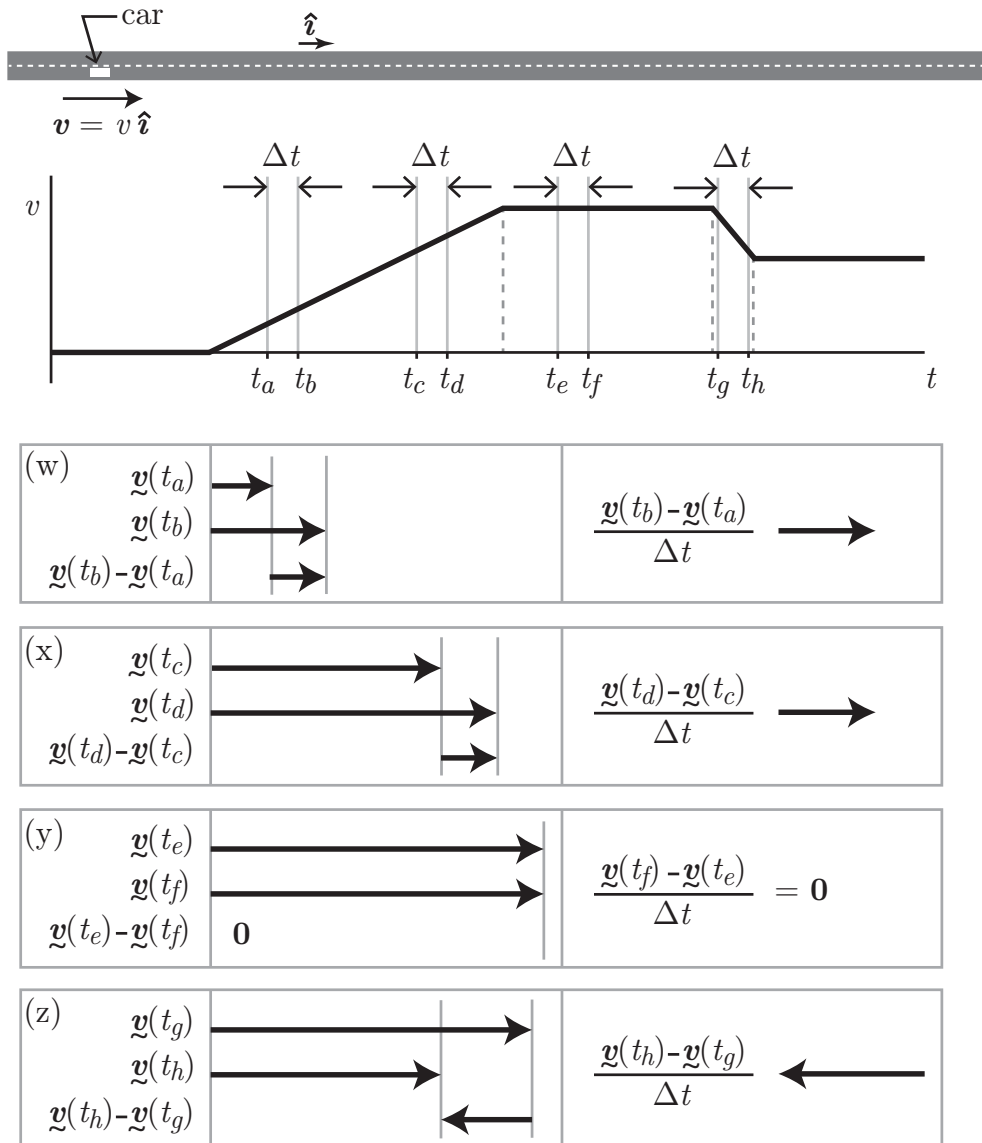 car
î
v = v î
Δt Δt Δt Δt
v
t_a t_b t_c t_d t_e t_f t_g t_h t
(w)
v(t_a)
v(t_b)
v(t_b)-v(t_a)
v(t_b)-v(t_a)
Δt
(x)
v(t_c)
v(t_d)
v(t_d)-v(t_c)
v(t_d)-v(t_c)
Δt
(y)
v(t_e)
v(t_f)
v(t_e)-v(t_f) 0
v(t_f)-v(t_e)
Δt
= 0
(z)
v(t_g)
v(t_h)
v(t_h)-v(t_g)
v(t_h)-v(t_g)
Δt